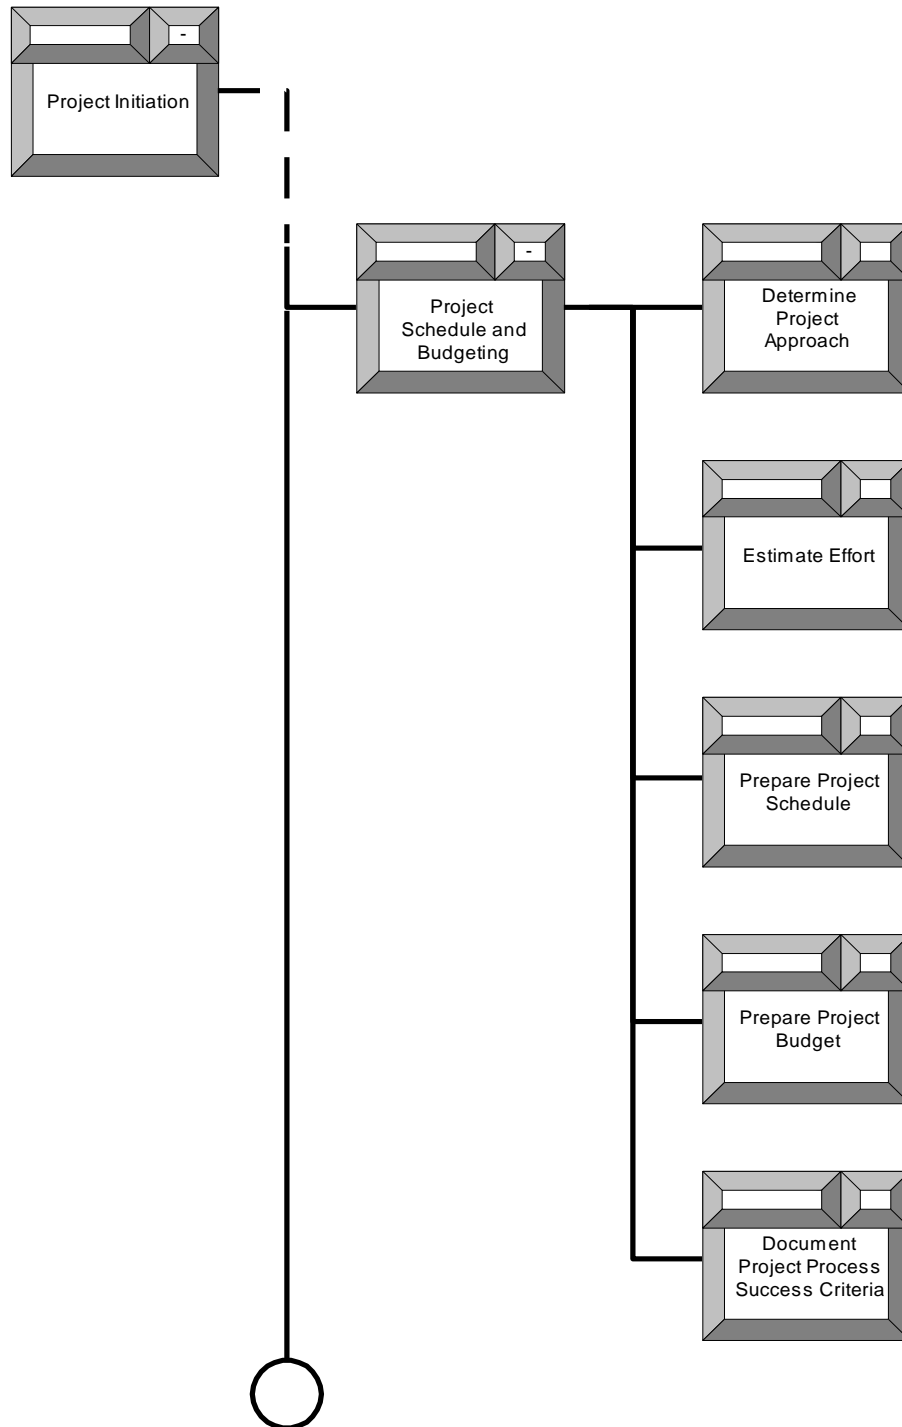 -
Project Initiation
-
Project
Schedule and
Budgeting
Determine
Project
Approach
Estimate Effort
Prepare Project
Schedule
Prepare Project
Budget
Document
Project Process
Success Criteria